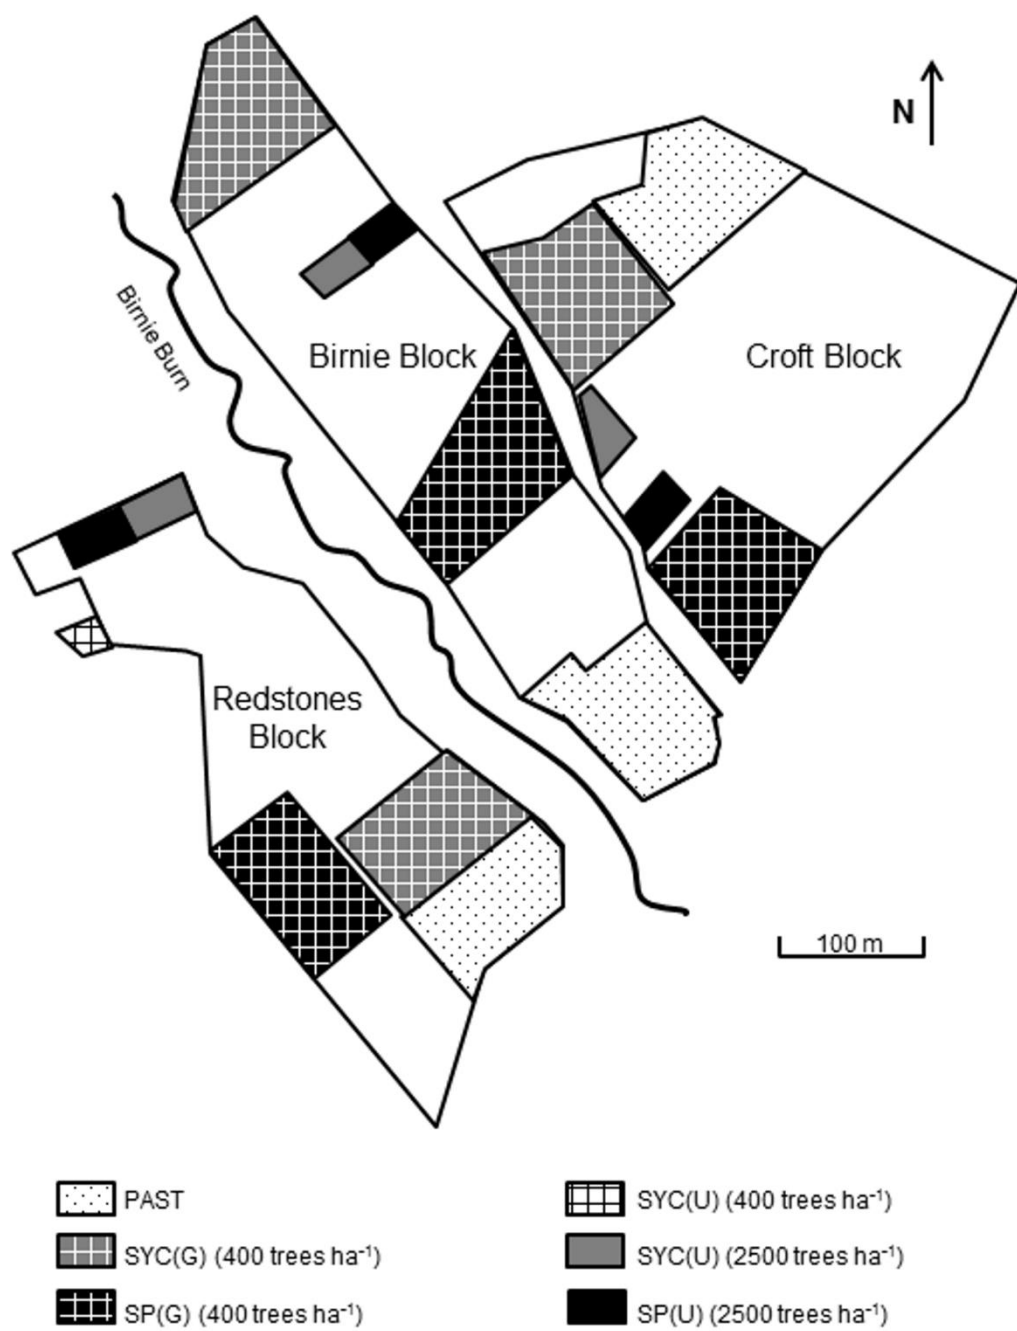 N
Birnie Burn
Birnie Block
Croft Block
Redstones
Block
100 m
PAST
SYC(G) (400 trees ha⁻¹)
SP(G) (400 trees ha⁻¹)
SYC(U) (400 trees ha⁻¹)
SYC(U) (2500 trees ha⁻¹)
SP(U) (2500 trees ha⁻¹)